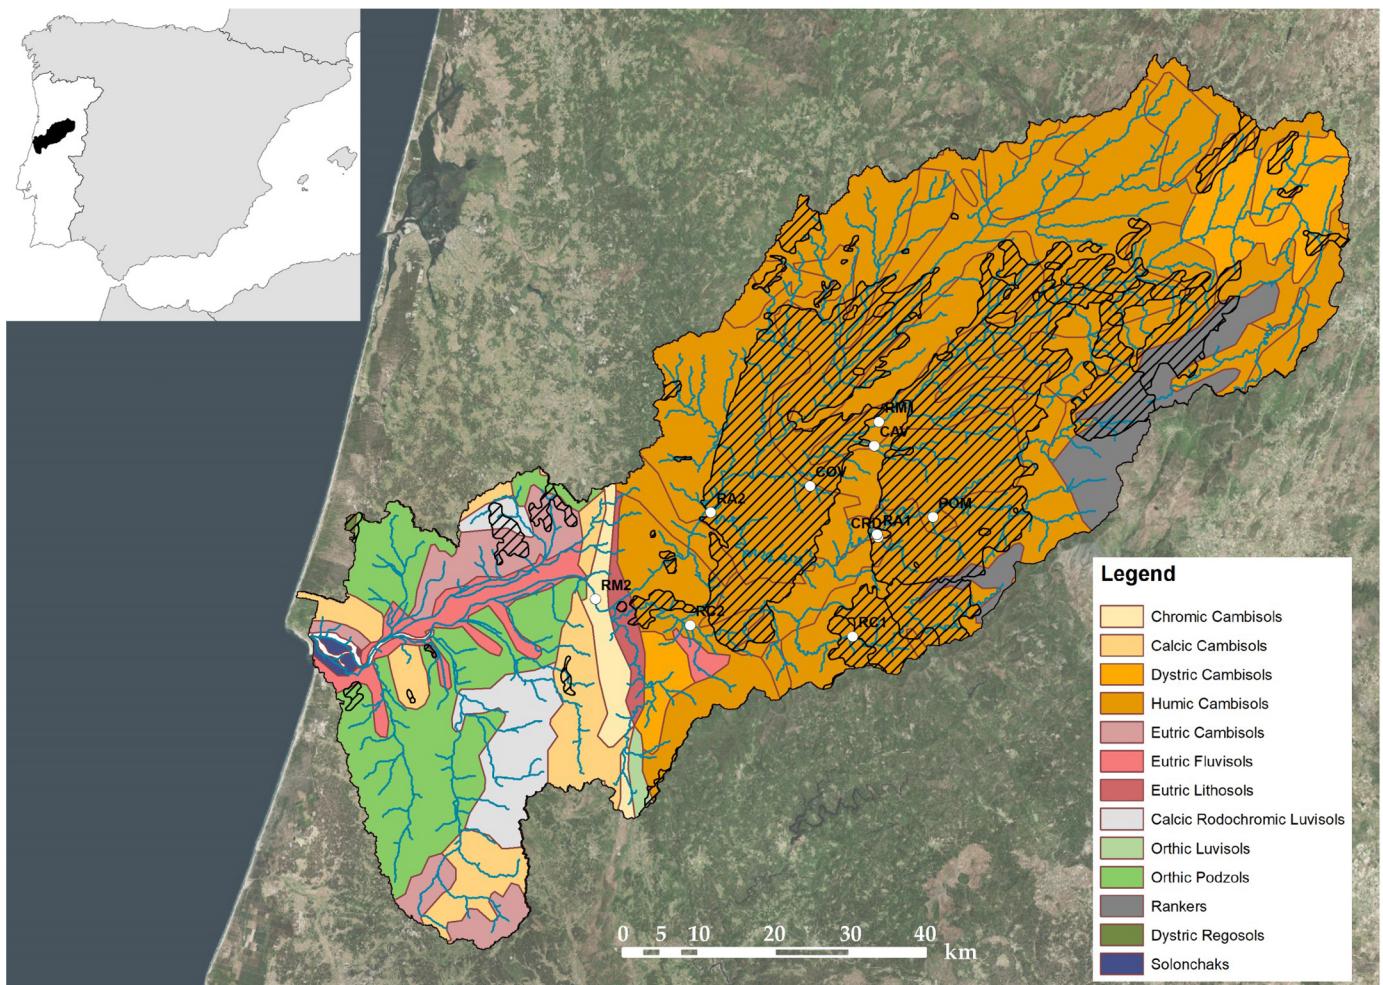 RM1
CAV
COV
RA2
POM
CRD
RA1
RM2
RC2
RC1
Legend
Chromic Cambisols
Calcic Cambisols
Dystric Cambisols
Humic Cambisols
Eutric Cambisols
Eutric Fluvisols
Eutric Lithosols
Calcic Rodochromic Luvisols
Orthic Luvisols
Orthic Podzols
Rankers
Dystric Regosols
Solonchaks
0 5 10 20 30 40
km